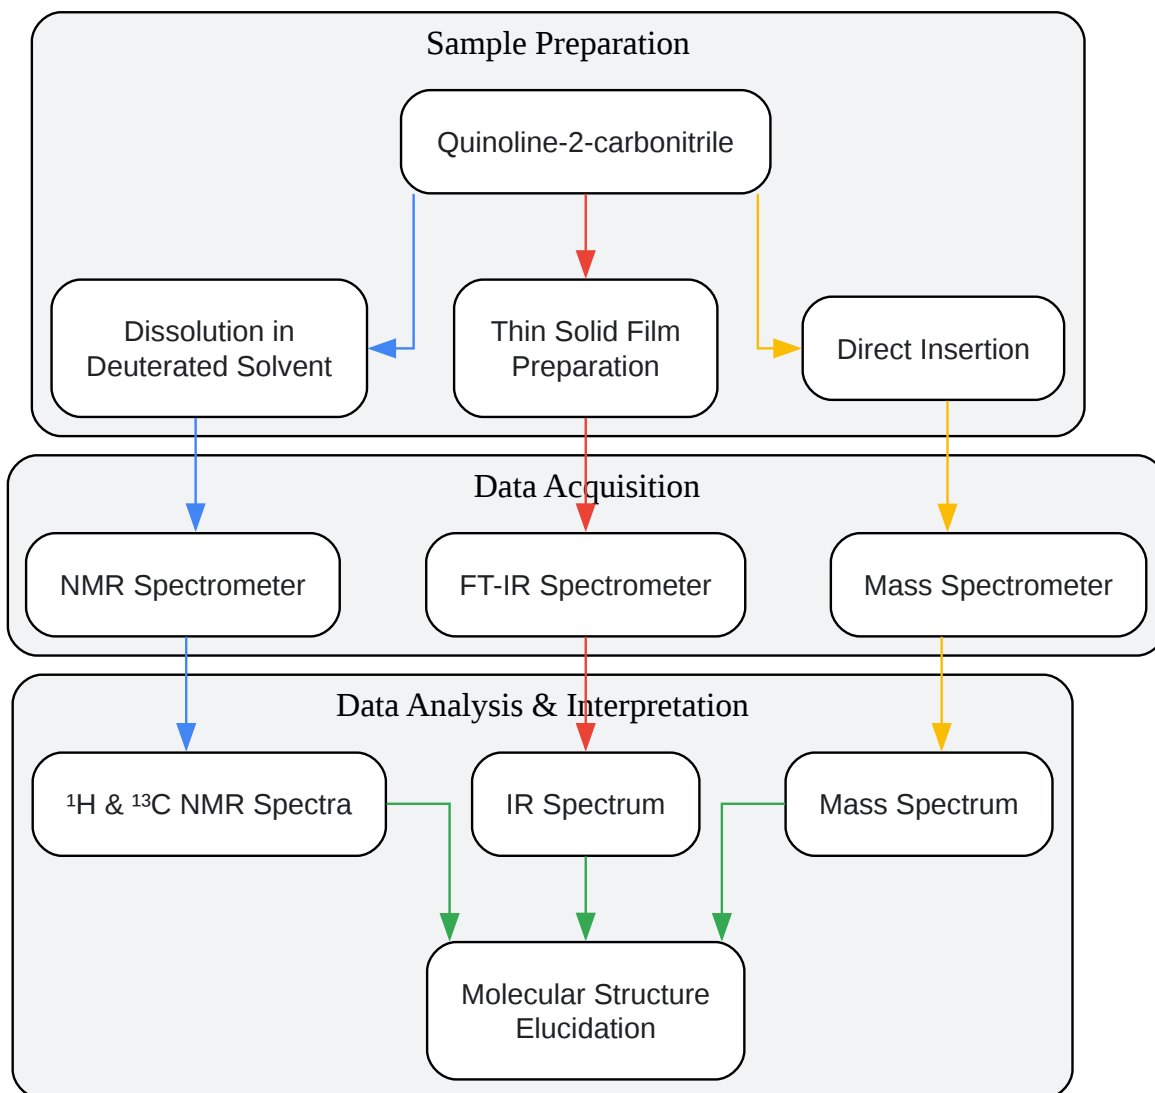 Sample Preparation
Quinoline-2-carbonitrile
Dissolution in
Deuterated Solvent
Thin Solid Film
Preparation
Direct Insertion
Data Acquisition
NMR Spectrometer
FT-IR Spectrometer
Mass Spectrometer
Data Analysis & Interpretation
¹H & ¹³C NMR Spectra
IR Spectrum
Mass Spectrum
Molecular Structure
Elucidation